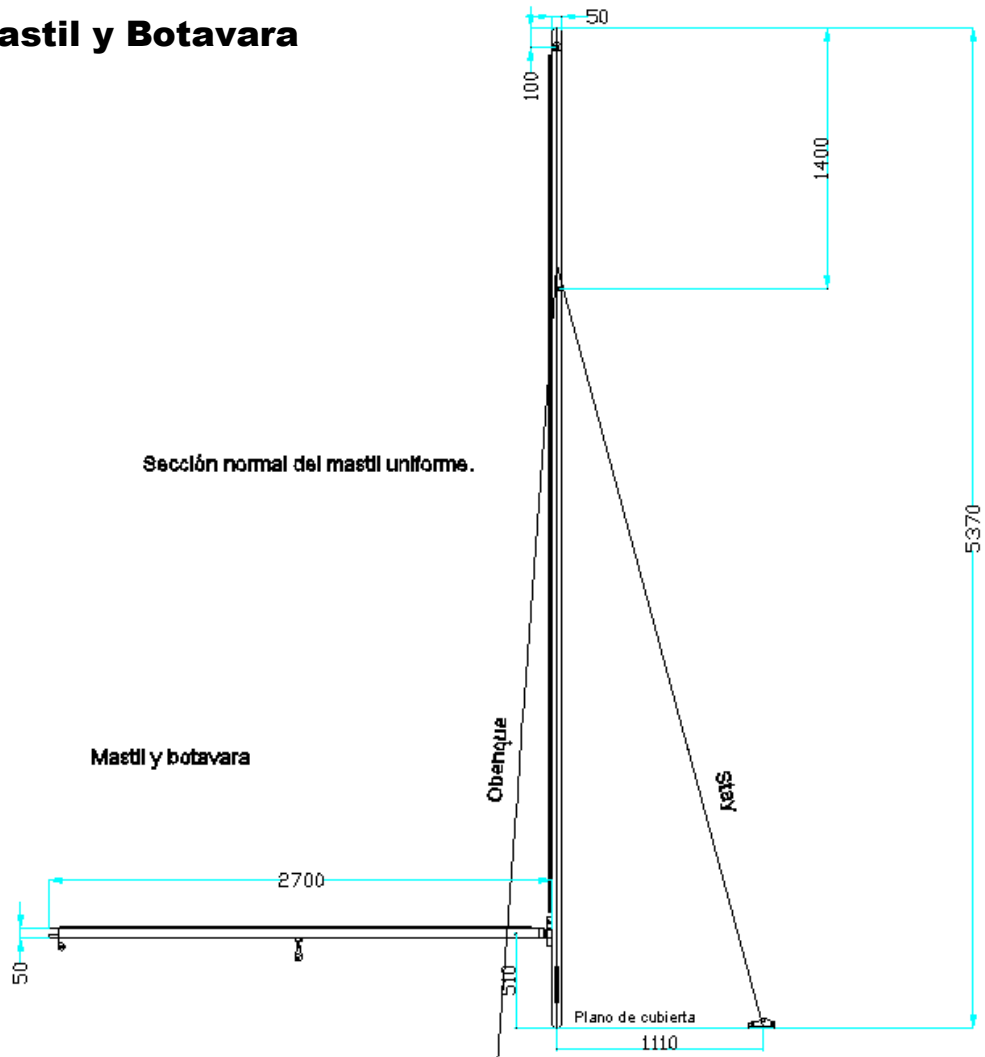 astil y Botavara
50
100
1400
5370
Sección normal del mastil uniforme.
Obenque
Stay
Mastil y botavara
2700
50
510
Plano de cubierta
1110